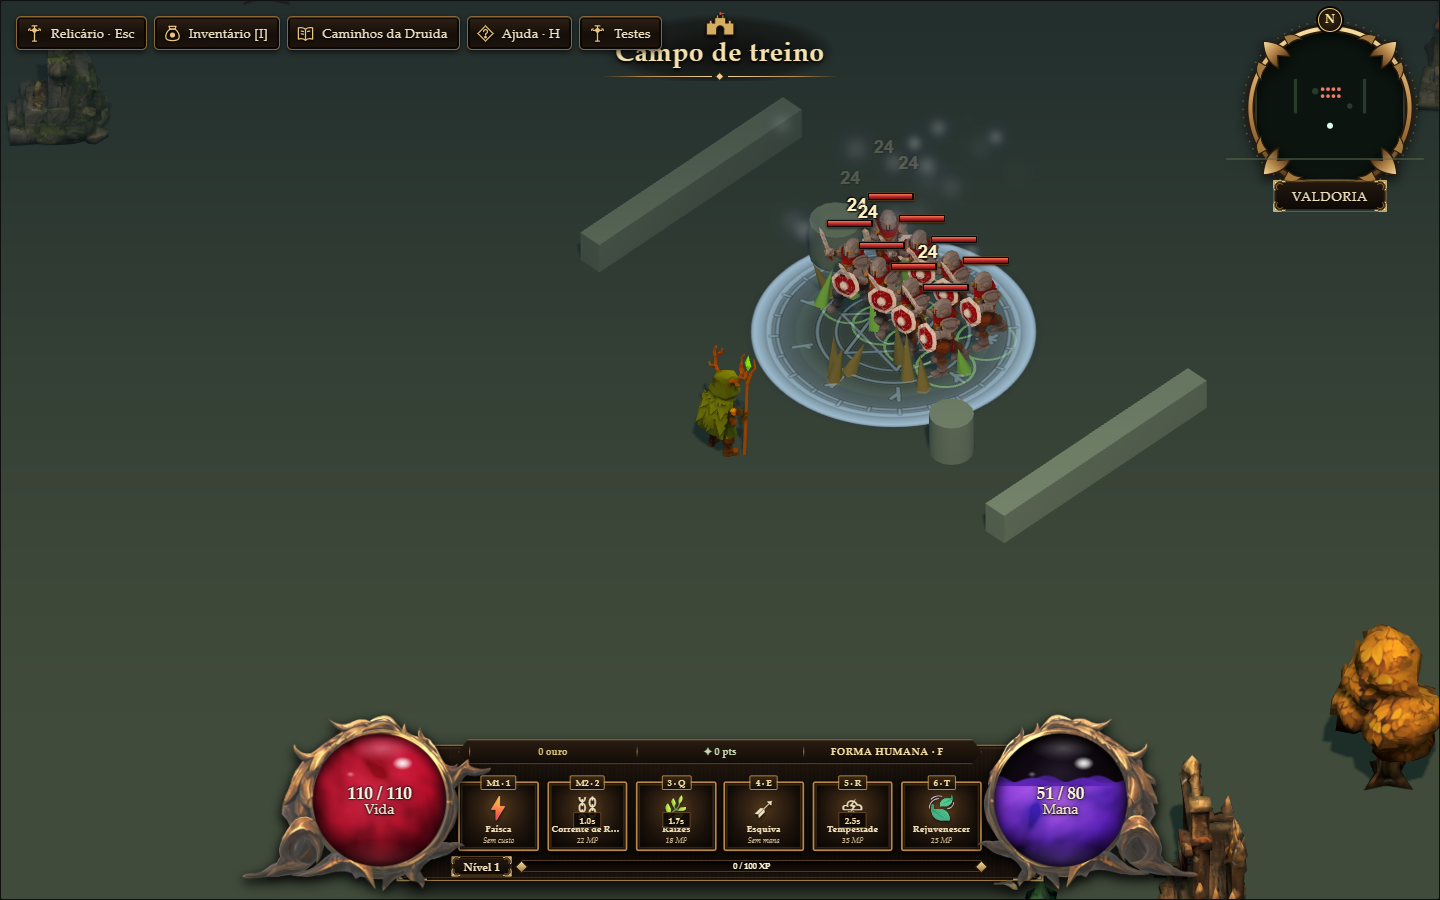 Relicário · Esc
Inventário [I]
Caminhos da Druida
Ajuda · H
Testes
Campo de treino
N
VALDORIA
24
24
24
24
24
24
0 ouro
0 pts
FORMA HUMANA · F
110 / 110
Vida
51 / 80
Mana
M1 · 1
Faísca
Sem custo
M2 · 2
1.0s
Corrente de R...
22 MP
3 · Q
1.7s
Raízes
18 MP
4 · E
Esquiva
Sem mana
5 · R
2.5s
Tempestade
35 MP
6 · T
Rejuvenescer
25 MP
Nível 1
0 / 100 XP